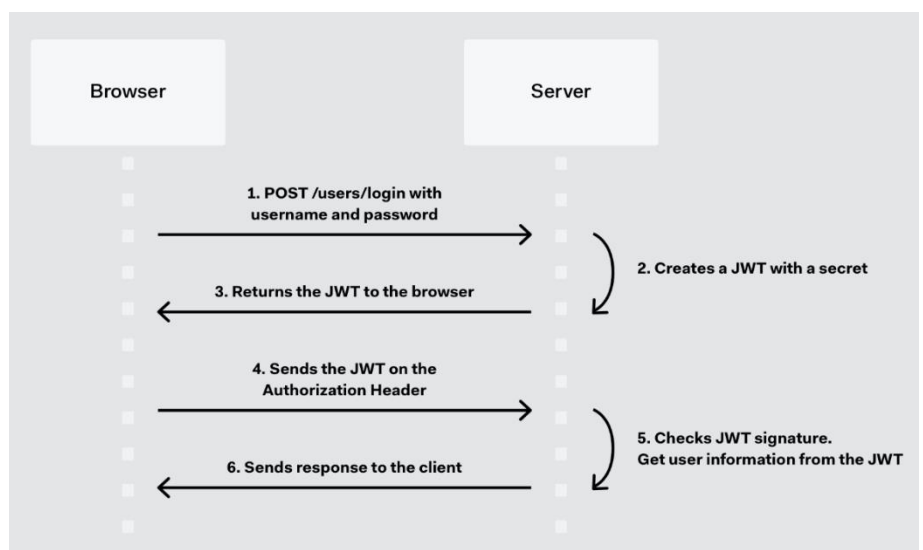 Browser
Server
1. POST /users/login with
username and password
2. Creates a JWT with a secret
3. Returns the JWT to the browser
4. Sends the JWT on the
Authorization Header
5. Checks JWT signature.
Get user information from the JWT
6. Sends response to the client